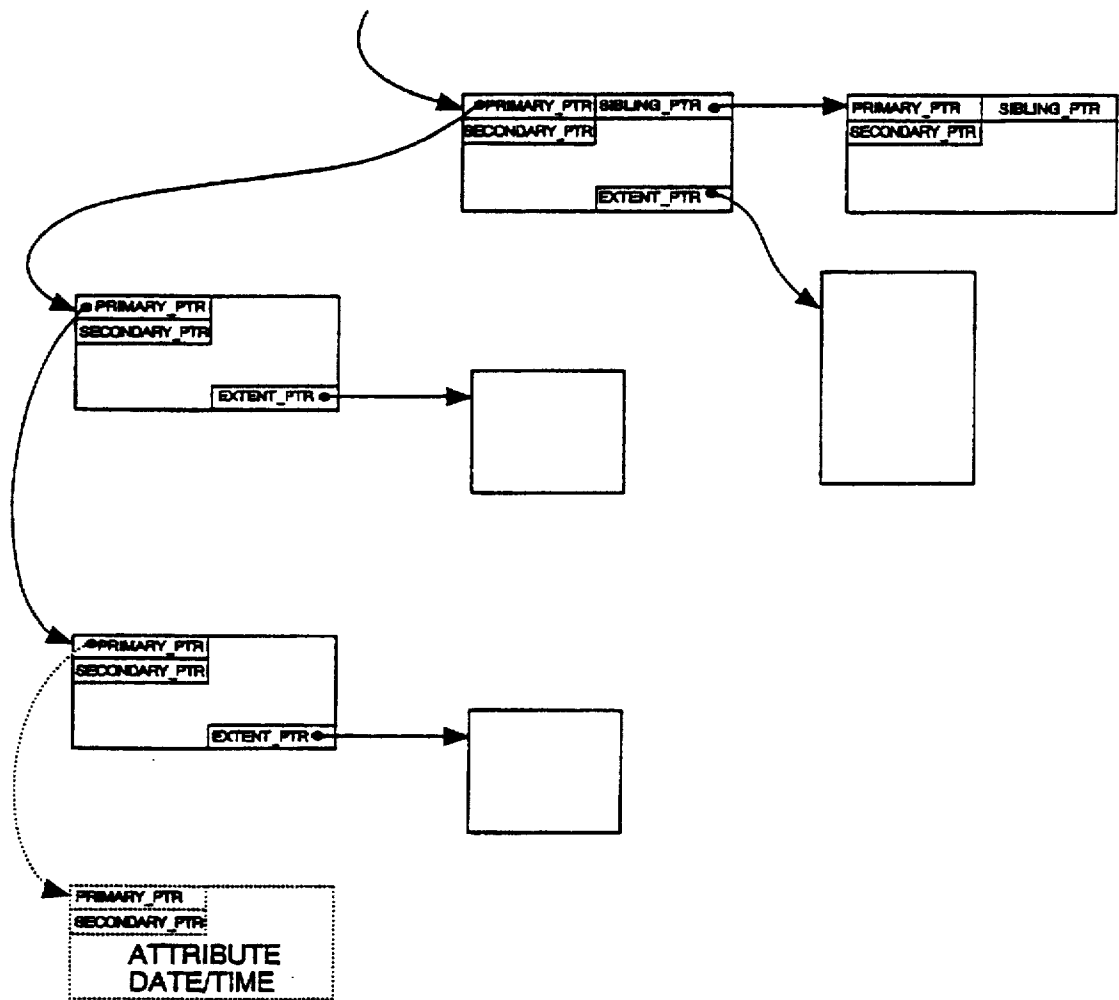 PRIMARY_PTR SIBLING_PTR
SECONDARY_PTR
EXTENT_PTR
PRIMARY_PTR SIBLING_PTR
SECONDARY_PTR
PRIMARY_PTR
SECONDARY_PTR
EXTENT_PTR
PRIMARY_PTR
SECONDARY_PTR
EXTENT_PTR
PRIMARY_PTR
SECONDARY_PTR
ATTRIBUTE
DATE/TIME